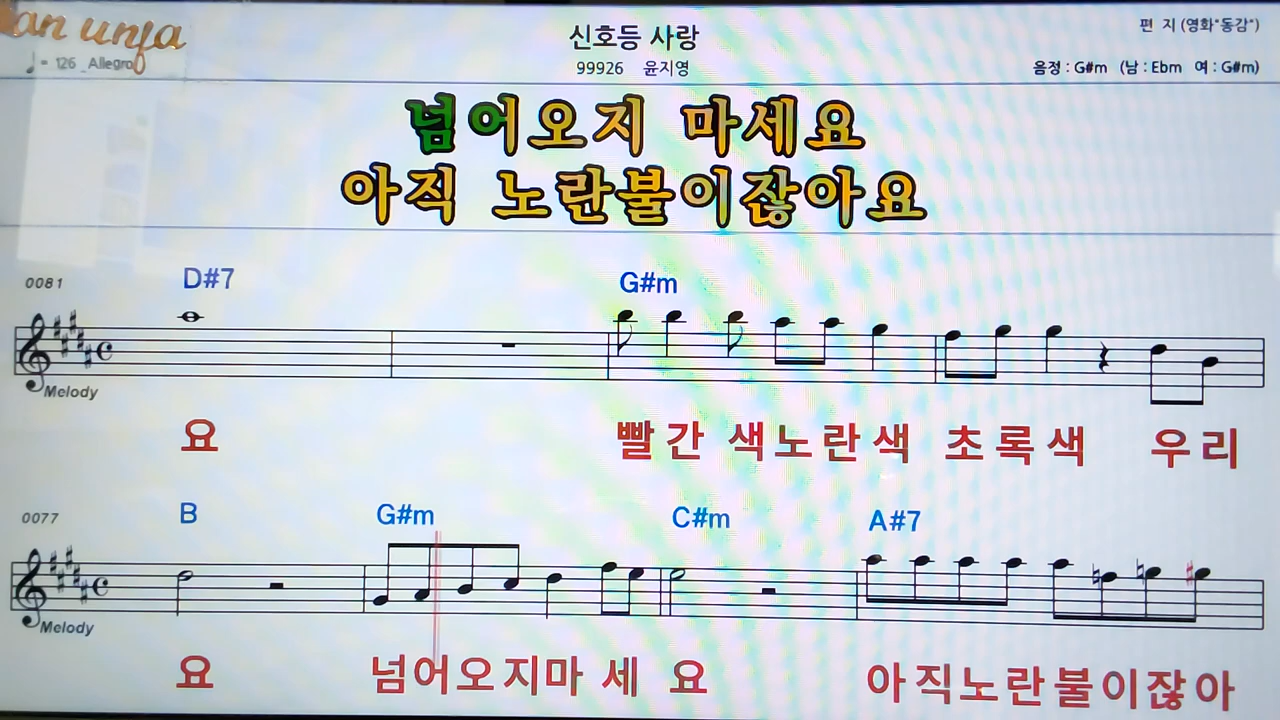 신호등 사랑
편 지 (영화"동감")
♩= 126 Allegro
99926 윤지영
음정 : G#m (남 : Ebm 여 : G#m)
넘어오지 마세요
아직 노란불이잖아요
0081 D#7 G#m
Melody
요 빨간 색노란색 초록색 우리
0077 B G#m C#m A#7
Melody
요 넘어오지마 세 요 아직노란불이잖아